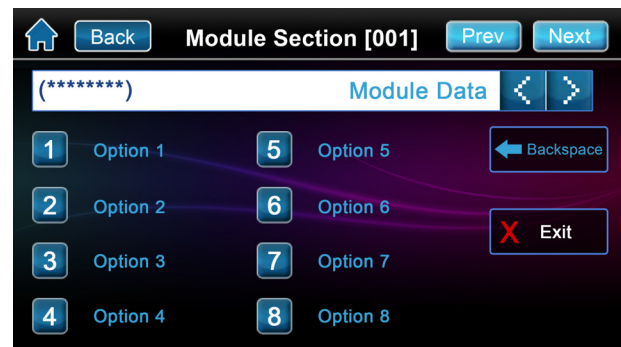 Back Module Section [001] Prev Next
(********) Module Data < >
1 Option 1 5 Option 5 Backspace
2 Option 2 6 Option 6
X Exit
3 Option 3 7 Option 7
4 Option 4 8 Option 8